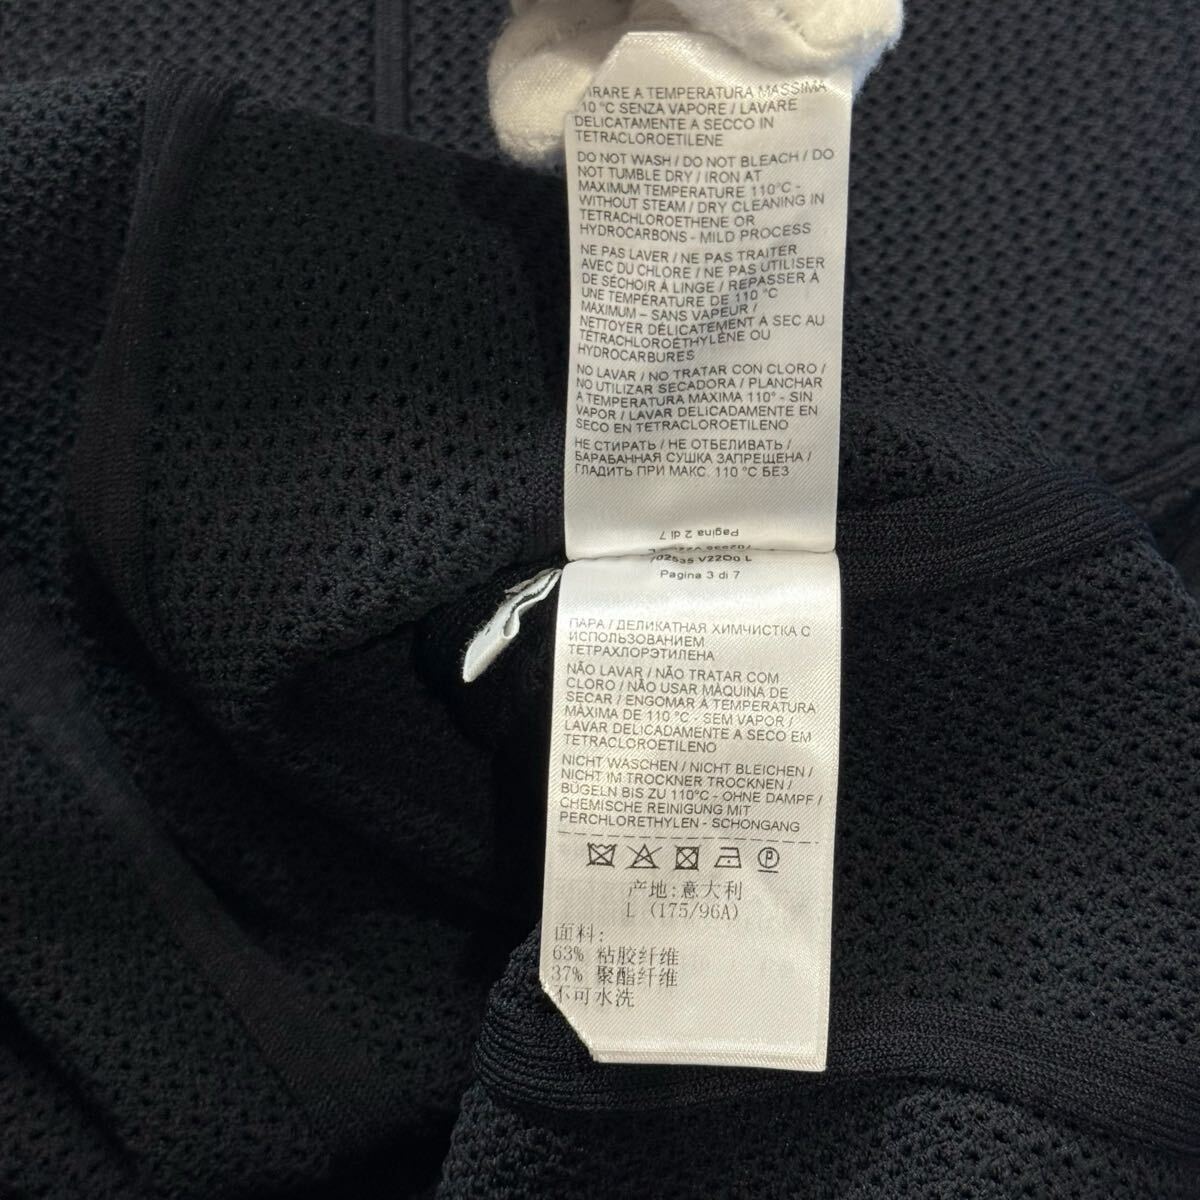 TIRARE A TEMPERATURA MASSIMA
110 °C SENZA VAPORE / LAVARE
DELICATAMENTE A SECCO IN
TETRACLOROETILENE
DO NOT WASH / DO NOT BLEACH / DO
NOT TUMBLE DRY / IRON AT
MAXIMUM TEMPERATURE 110°C -
WITHOUT STEAM / DRY CLEANING IN
TETRACHLOROETHENE OR
HYDROCARBONS - MILD PROCESS
NE PAS LAVER / NE PAS TRAITER
AVEC DU CHLORE / NE PAS UTILISER
DE SÉCHOIR À LINGE / REPASSER À
UNE TEMPÉRATURE DE 110 °C
MAXIMUM – SANS VAPEUR /
NETTOYER DÉLICATEMENT A SEC AU
TÉTRACHLOROÉTHYLÈNE OU
HYDROCARBURES
NO LAVAR / NO TRATAR CON CLORO /
NO UTILIZAR SECADORA / PLANCHAR
A TEMPERATURA MÁXIMA 110° - SIN
VAPOR / LAVAR DELICADAMENTE EN
SECO EN TETRACLOROETILENO
НЕ СТИРАТЬ / НЕ ОТБЕЛИВАТЬ /
БАРАБАННАЯ СУШКА ЗАПРЕЩЕНА /
ГЛАДИТЬ ПРИ МАКС. 110 °С БЕЗ
Pagina 2 di 7
702535 V22O0 L
Pagina 3 di 7
ПАРА / ДЕЛИКАТНАЯ ХИМЧИСТКА С
ИСПОЛЬЗОВАНИЕМ
ТЕТРАХЛОРЭТИЛЕНА
NÃO LAVAR / NÃO TRATAR COM
CLORO / NÃO USAR MÁQUINA DE
SECAR / ENGOMAR À TEMPERATURA
MÁXIMA DE 110 °C - SEM VAPOR /
LAVAR DELICADAMENTE A SECO EM
TETRACLOROETILENO
NICHT WASCHEN / NICHT BLEICHEN /
NICHT IM TROCKNER TROCKNEN /
BÜGELN BIS ZU 110°C - OHNE DAMPF /
CHEMISCHE REINIGUNG MIT
PERCHLORETHYLEN - SCHONGANG
P
产地:意大利
L (175/96A)
面料:
63% 粘胶纤维
37% 聚酯纤维
不可水洗